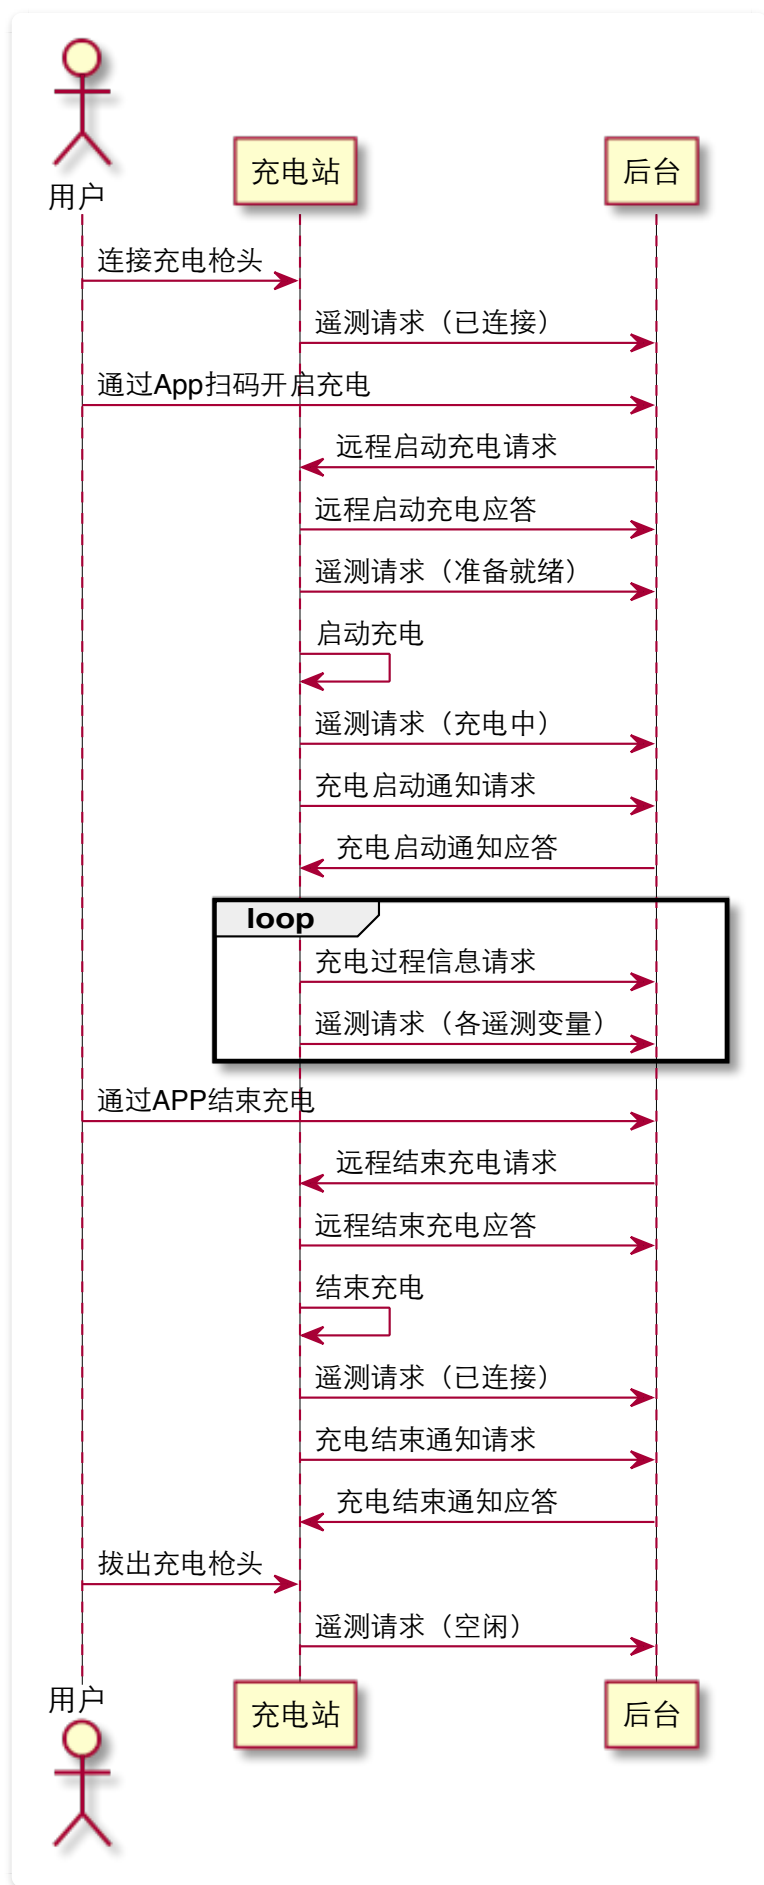 用户
充电站
后台
连接充电枪头
遥测请求（已连接）
通过App扫码开启充电
远程启动充电请求
远程启动充电应答
遥测请求（准备就绪）
启动充电
遥测请求（充电中）
充电启动通知请求
充电启动通知应答
loop
充电过程信息请求
遥测请求（各遥测变量）
通过APP结束充电
远程结束充电请求
远程结束充电应答
结束充电
遥测请求（已连接）
充电结束通知请求
充电结束通知应答
拔出充电枪头
遥测请求（空闲）
用户
充电站
后台